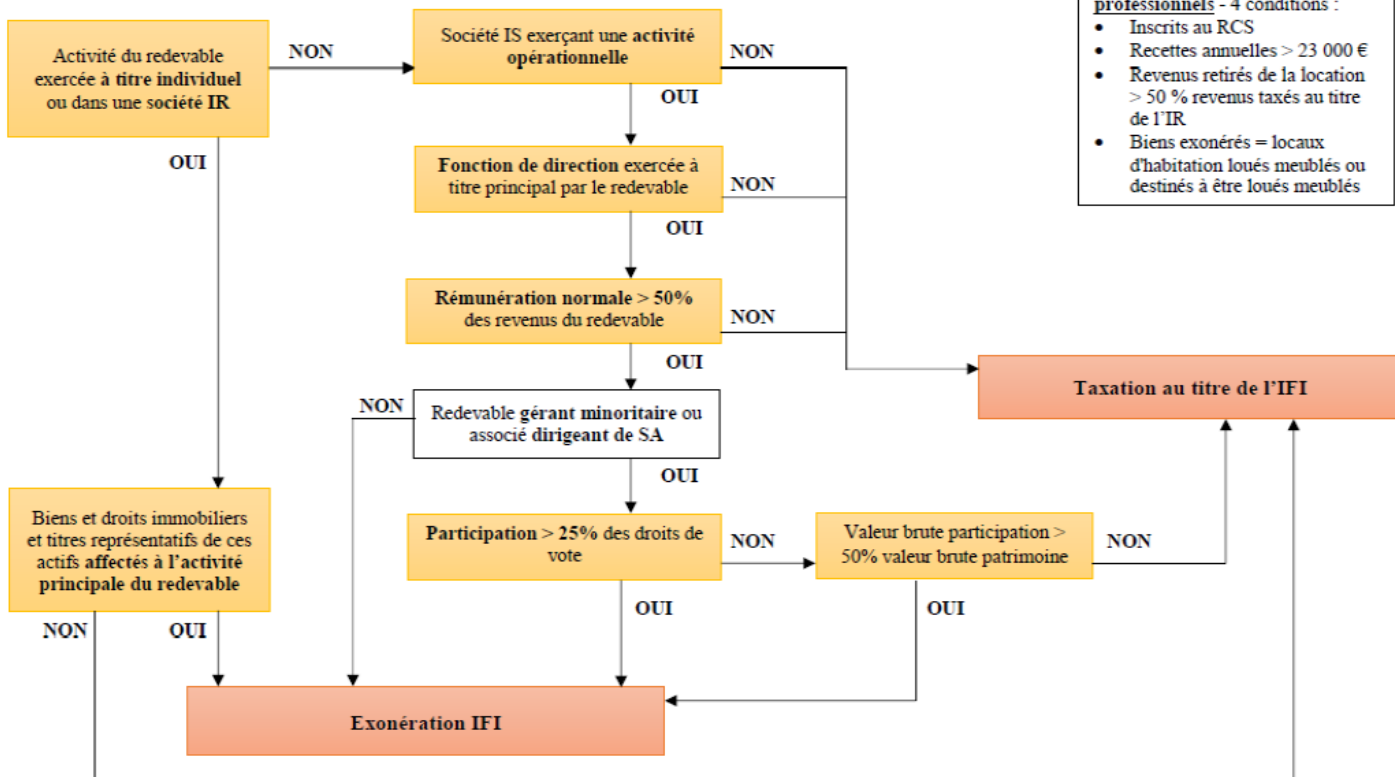 professionnels - 4 conditions :
• Inscrits au RCS
• Recettes annuelles > 23 000 €
• Revenus retirés de la location
> 50 % revenus taxés au titre
de l'IR
• Biens exonérés = locaux
d'habitation loués meublés ou
destinés à être loués meublés
Activité du redevable
exercée à titre individuel
ou dans une société IR
NON
OUI
Société IS exerçant une activité
opérationnelle
NON
OUI
Fonction de direction exercée à
titre principal par le redevable
NON
OUI
Rémunération normale > 50%
des revenus du redevable
NON
OUI
Taxation au titre de l'IFI
NON
Redevable gérant minoritaire ou
associé dirigeant de SA
OUI
Biens et droits immobiliers
et titres représentatifs de ces
actifs affectés à l'activité
principale du redevable
NON
OUI
Participation > 25% des droits de
vote
NON
OUI
Valeur brute participation >
50% valeur brute patrimoine
NON
OUI
Exonération IFI